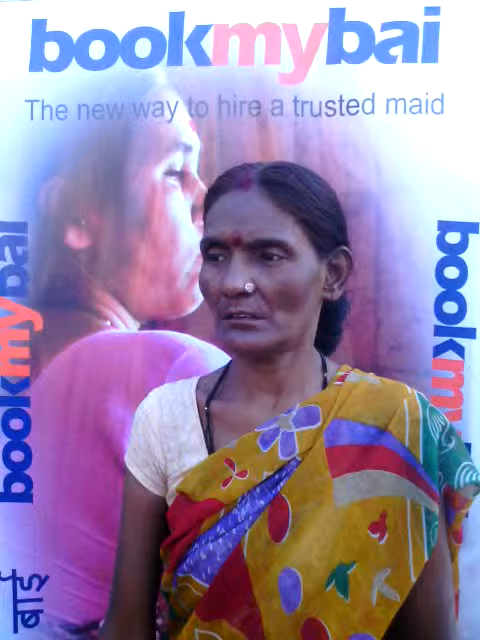 bookmybai
The new way to hire a trusted maid
bookmybai
बाई
bookmy